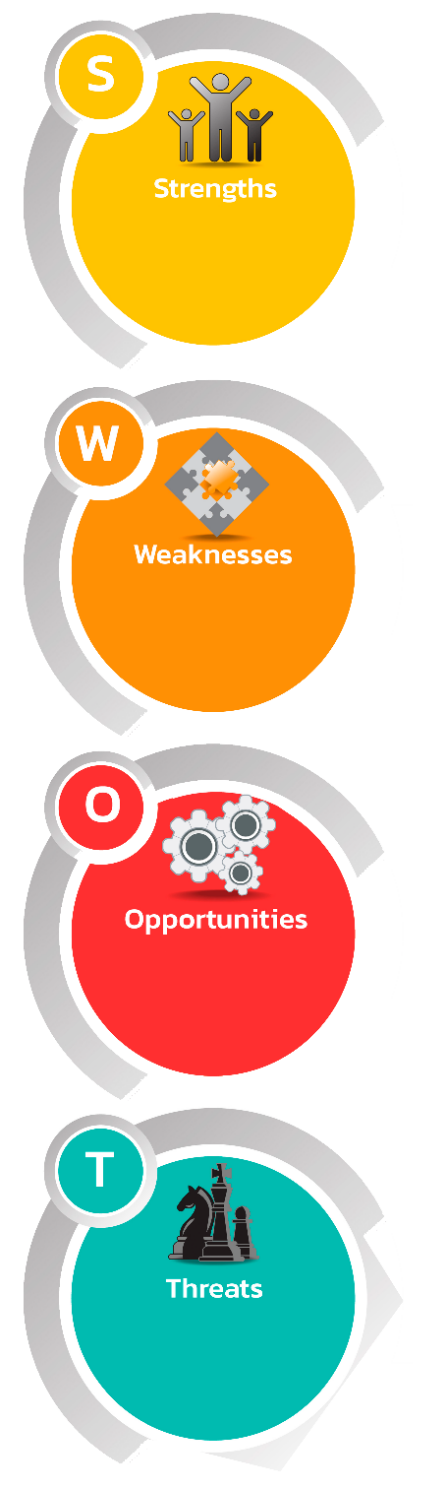 S
Strengths
W
Weaknesses
O
Opportunities
T
Threats